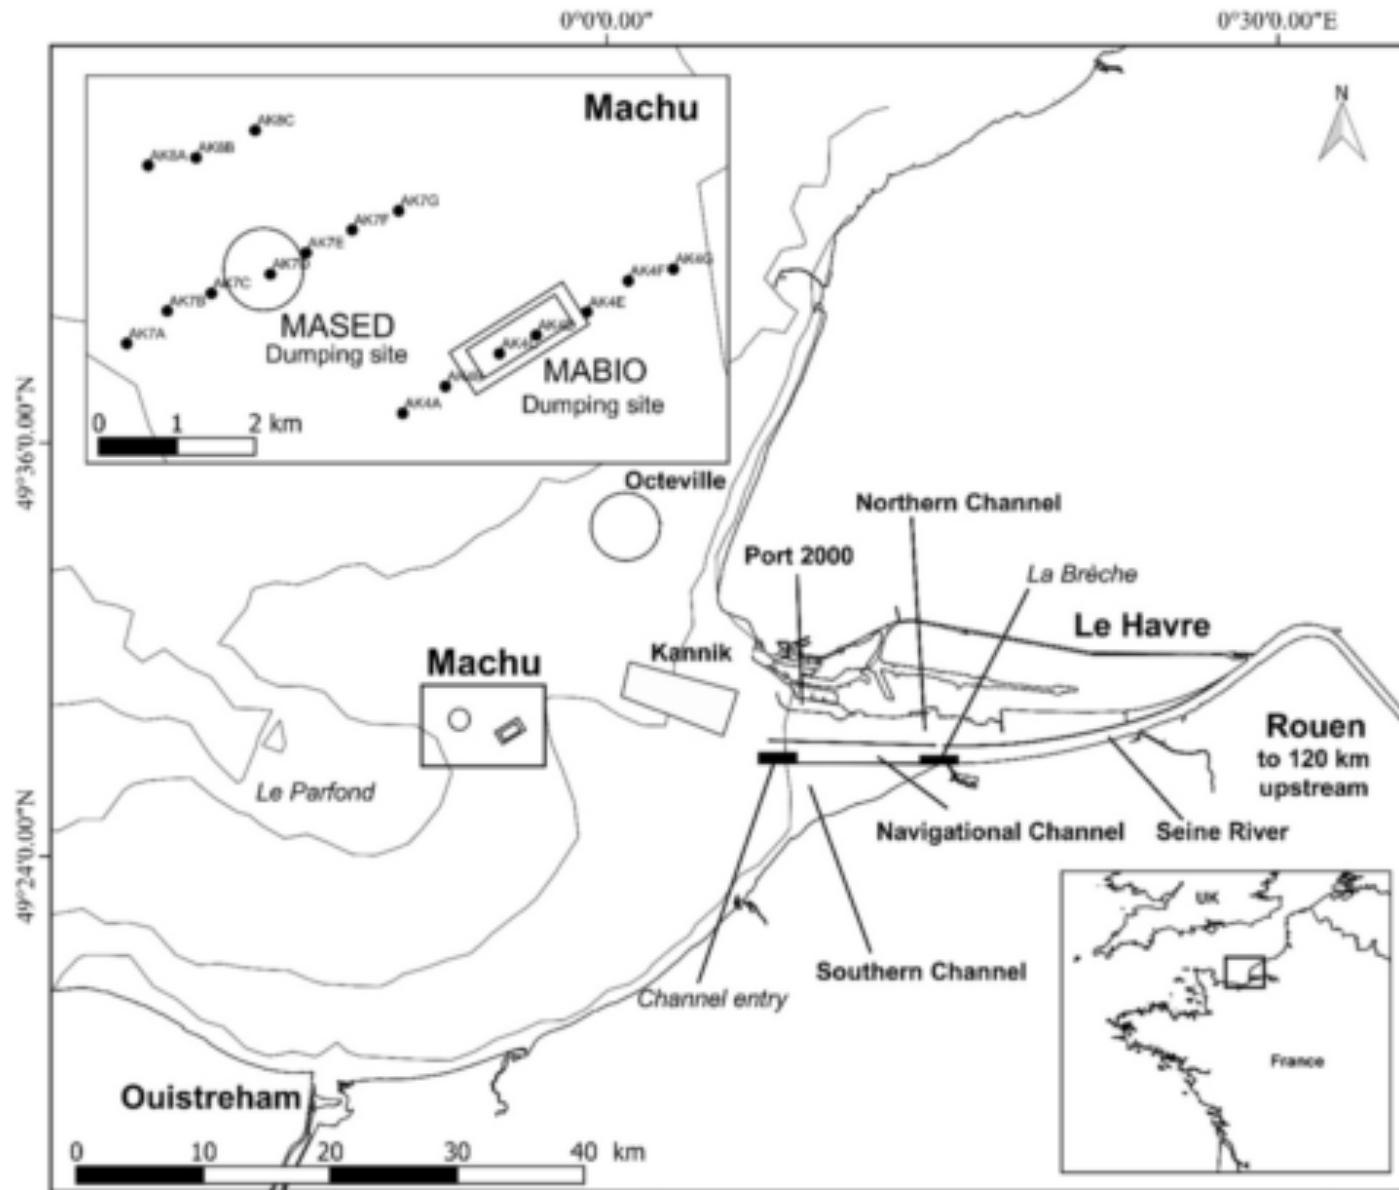 0°0'0.00"
0°30'0.00"E
N
Machu
AK8C
AK8B
AK8A
AK7G
AK7F
AK7E
AK7D
AK7C
AK7B
AK7A
AK4G
AK4F
AK4E
AK4A
MASED
Dumping site
MABIO
Dumping site
0 1 2 km
49°36'0.00"N
Octeville
Northern Channel
Port 2000
La Brèche
Le Havre
Kannik
Machu
Rouen
to 120 km
upstream
Le Parfond
Navigational Channel
Seine River
49°24'0.00"N
Southern Channel
Channel entry
UK
France
Ouistreham
0 10 20 30 40 km